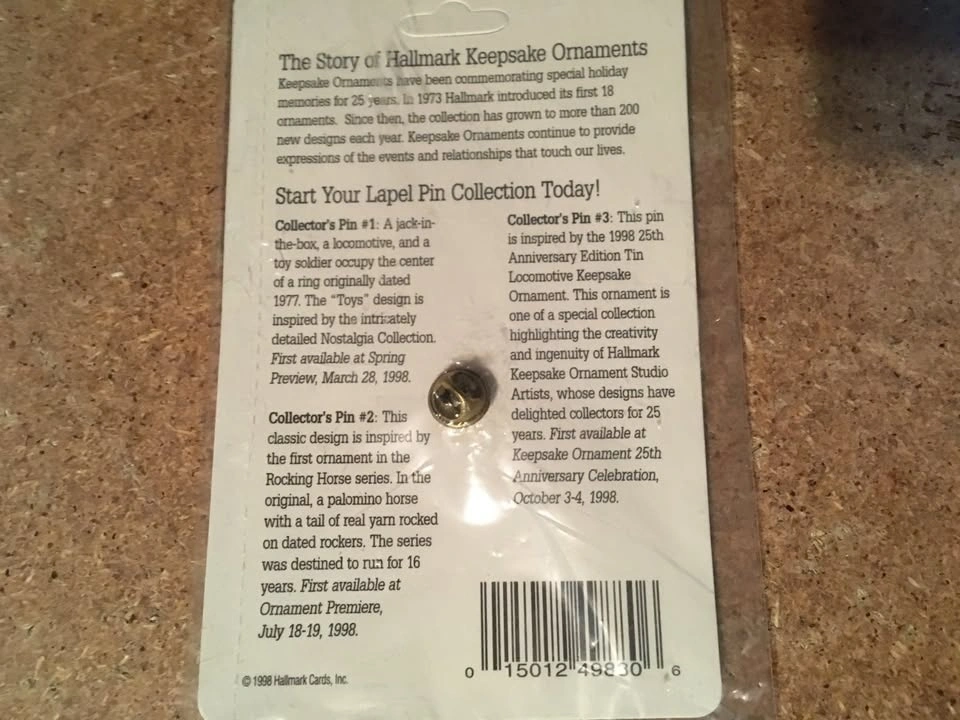 The Story of Hallmark Keepsake Ornaments
Keepsake Ornaments have been commemorating special holiday
memories for 25 years. In 1973 Hallmark introduced its first 18
ornaments. Since then, the collection has grown to more than 200
new designs each year. Keepsake Ornaments continue to provide
expressions of the events and relationships that touch our lives.
Start Your Lapel Pin Collection Today!
Collector's Pin #1: A jack-in-
the-box, a locomotive, and a
toy soldier occupy the center
of a ring originally dated
1977. The "Toys" design is
inspired by the intricately
detailed Nostalgia Collection.
First available at Spring
Preview, March 28, 1998.
Collector's Pin #2: This
classic design is inspired by
the first ornament in the
Rocking Horse series. In the
original, a palomino horse
with a tail of real yarn rocked
on dated rockers. The series
was destined to run for 16
years. First available at
Ornament Premiere,
July 18-19, 1998.
Collector's Pin #3: This pin
is inspired by the 1998 25th
Anniversary Edition Tin
Locomotive Keepsake
Ornament. This ornament is
one of a special collection
highlighting the creativity
and ingenuity of Hallmark
Keepsake Ornament Studio
Artists, whose designs have
delighted collectors for 25
years. First available at
Keepsake Ornament 25th
Anniversary Celebration,
October 3-4, 1998.
© 1998 Hallmark Cards, Inc.
0 15012 49830 6